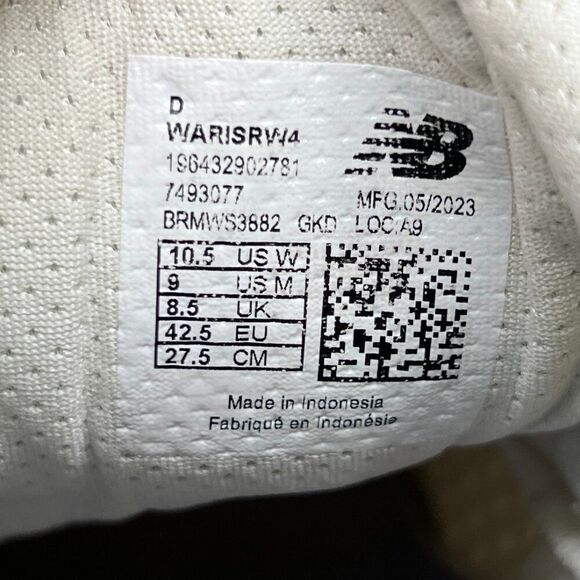 D
WARISRW4
196432902781
7493077
MFG.05/2023
BRMWS3882 GKD LOC:A9
10.5 US W
9 US M
8.5 UK
42.5 EU
27.5 CM
Made in Indonesia
Fabriqué en Indonésie
NB